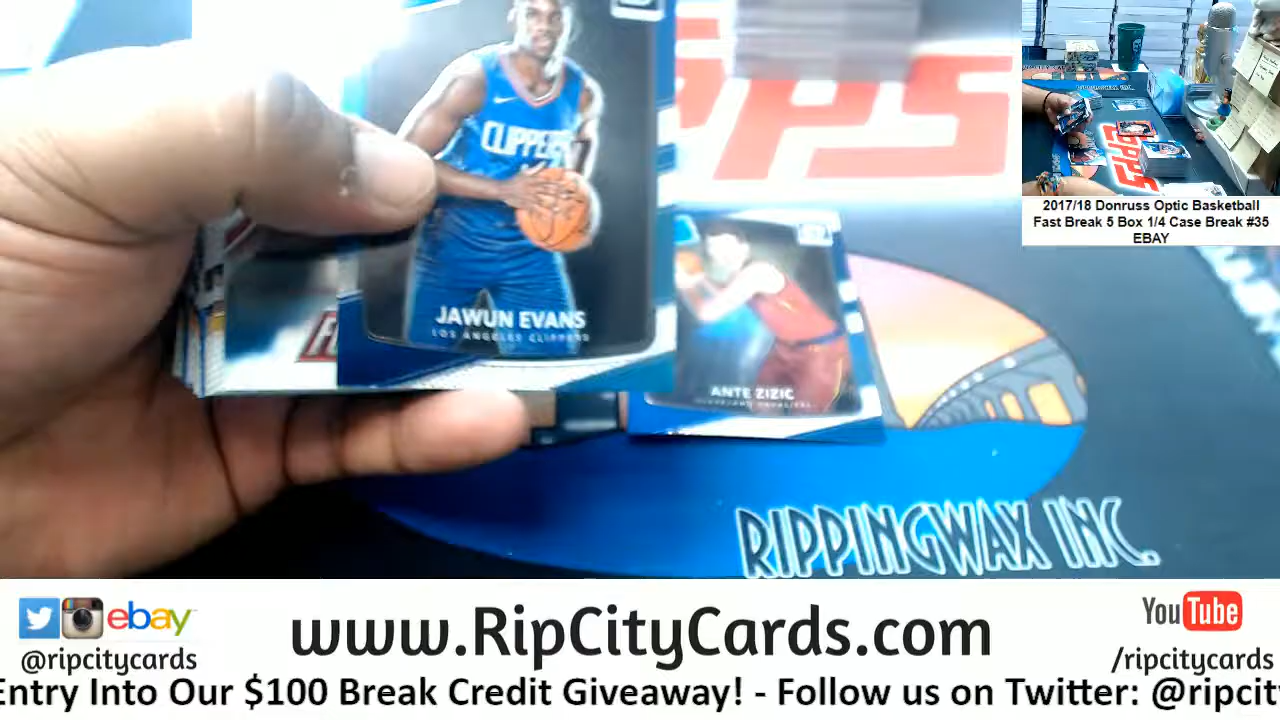 CLIPPERS
JAWUN EVANS
LOS ANGELES CLIPPERS
ANTE ZIZIC
RIPPINGWAX INC.
2017/18 Donruss Optic Basketball
Fast Break 5 Box 1/4 Case Break #35
EBAY
ebay
@ripcitycards
www.RipCityCards.com
YouTube
/ripcitycards
Entry Into Our $100 Break Credit Giveaway! - Follow us on Twitter: @ripcit